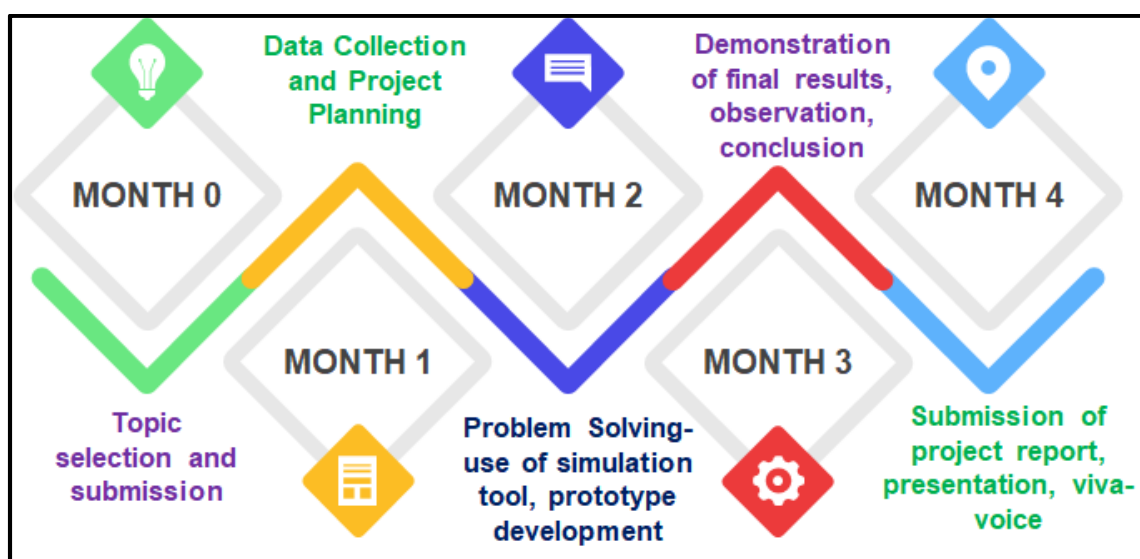 MONTH 0
Topic
selection and
submission
Data Collection
and Project
Planning
MONTH 1
MONTH 2
Problem Solving-
use of simulation
tool, prototype
development
Demonstration
of final results,
observation,
conclusion
MONTH 3
MONTH 4
Submission of
project report,
presentation, viva-
voice